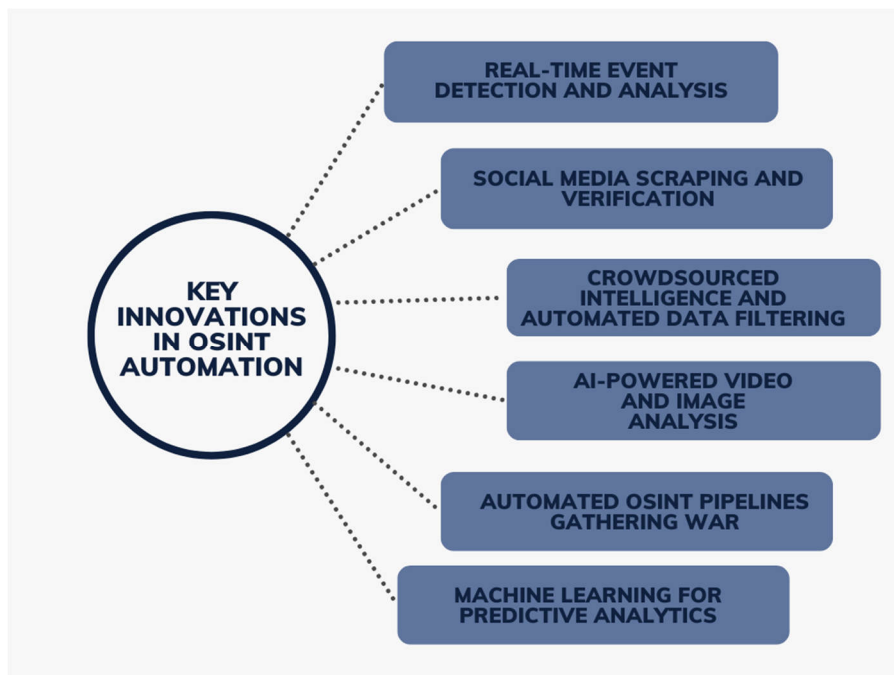 KEY
INNOVATIONS
IN OSINT
AUTOMATION
REAL-TIME EVENT
DETECTION AND ANALYSIS
SOCIAL MEDIA SCRAPING AND
VERIFICATION
CROWDSOURCED
INTELLIGENCE AND
AUTOMATED DATA FILTERING
AI-POWERED VIDEO
AND IMAGE
ANALYSIS
AUTOMATED OSINT PIPELINES
GATHERING WAR
MACHINE LEARNING FOR
PREDICTIVE ANALYTICS